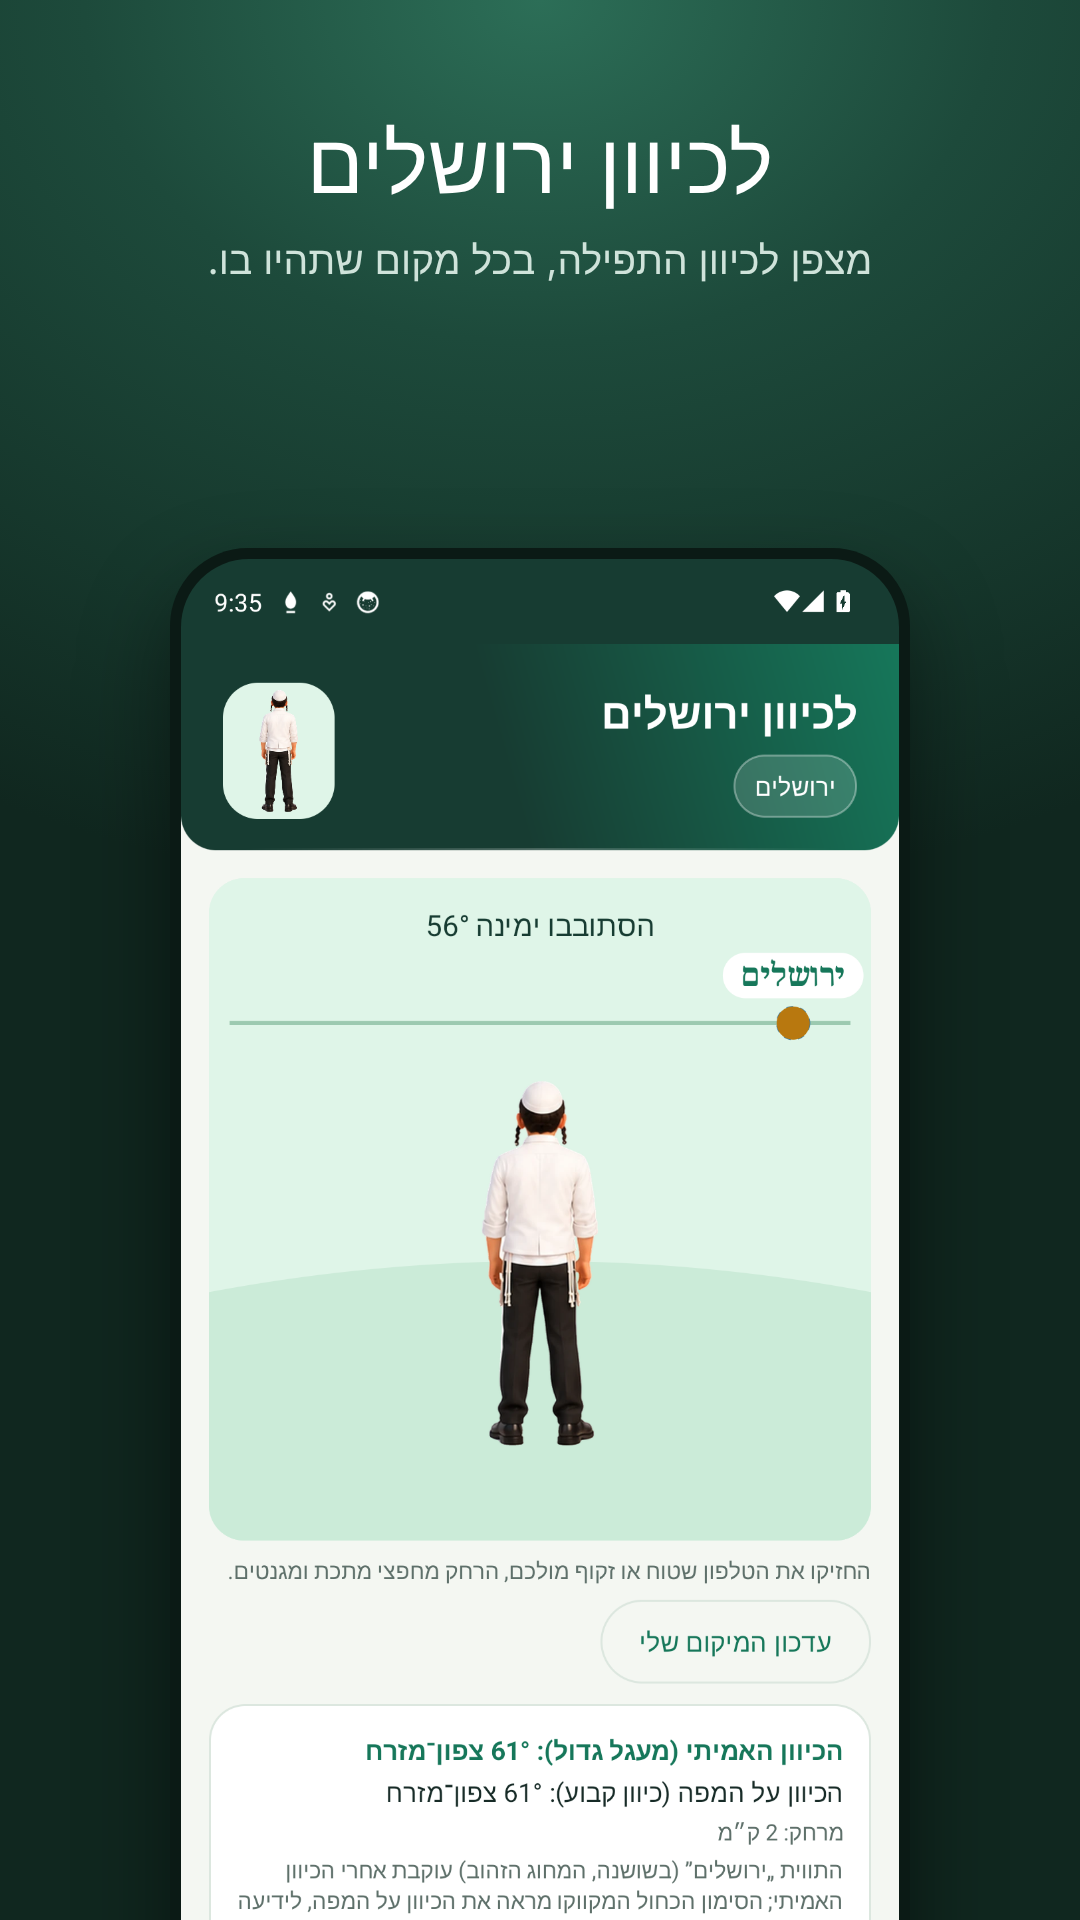 לכיוון ירושלים
מצפן לכיוון התפילה, בכל מקום שתהיו בו.
9:35
לכיוון ירושלים
ירושלים
הסתובבו ימינה 56°
ירושלים
החזיקו את הטלפון שטוח או זקוף מולכם, הרחק מחפצי מתכת ומגנטים.
עדכון המיקום שלי
הכיוון האמיתי (מעגל גדול): 61° צפון־מזרח
הכיוון על המפה (כיוון קבוע): 61° צפון־מזרח
מרחק: 2 ק״מ
התווית „ירושלים” (בשושנה, המחוג הזהוב) עוקבת אחרי הכיוון
האמיתי; הסימון הכחול המקווקו מראה את הכיוון על המפה, לידיעה